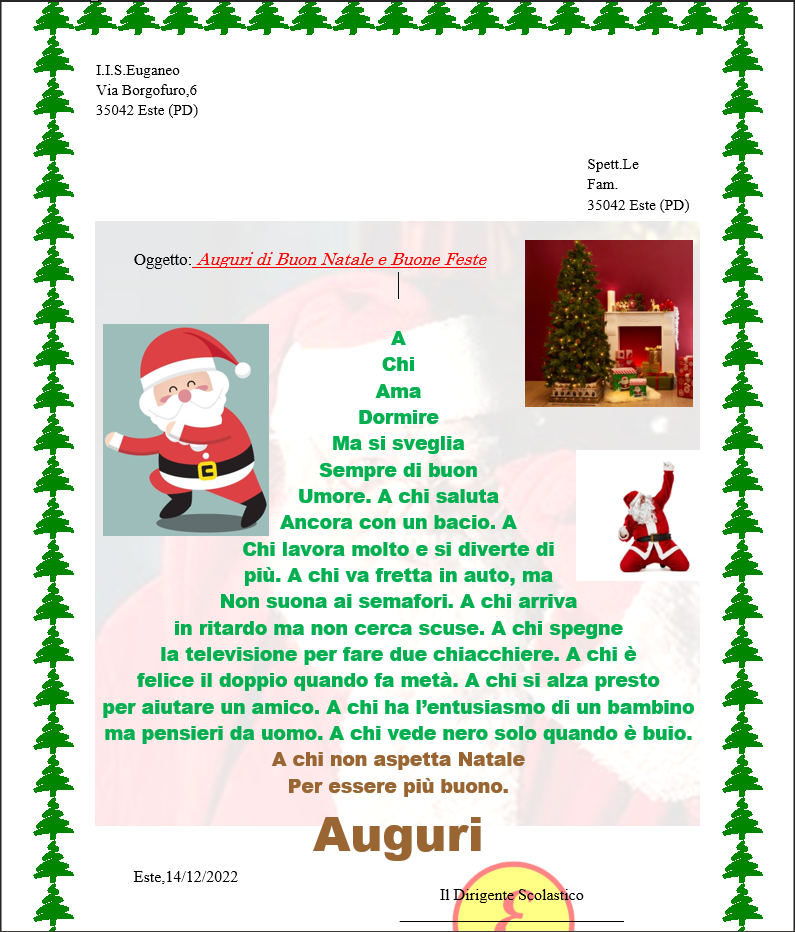 I.I.S.Euganeo
Via Borgofuro,6
35042 Este (PD)
Spett.Le
Fam.
35042 Este (PD)
Oggetto: Auguri di Buon Natale e Buone Feste
A
Chi
Ama
Dormire
Ma si sveglia
Sempre di buon
Umore. A chi saluta
Ancora con un bacio. A
Chi lavora molto e si diverte di
più. A chi va fretta in auto, ma
Non suona ai semafori. A chi arriva
in ritardo ma non cerca scuse. A chi spegne
la televisione per fare due chiacchiere. A chi è
felice il doppio quando fa metà. A chi si alza presto
per aiutare un amico. A chi ha l’entusiasmo di un bambino
ma pensieri da uomo. A chi vede nero solo quando è buio.
A chi non aspetta Natale
Per essere più buono.
Auguri
Este,14/12/2022
Il Dirigente Scolastico
ε